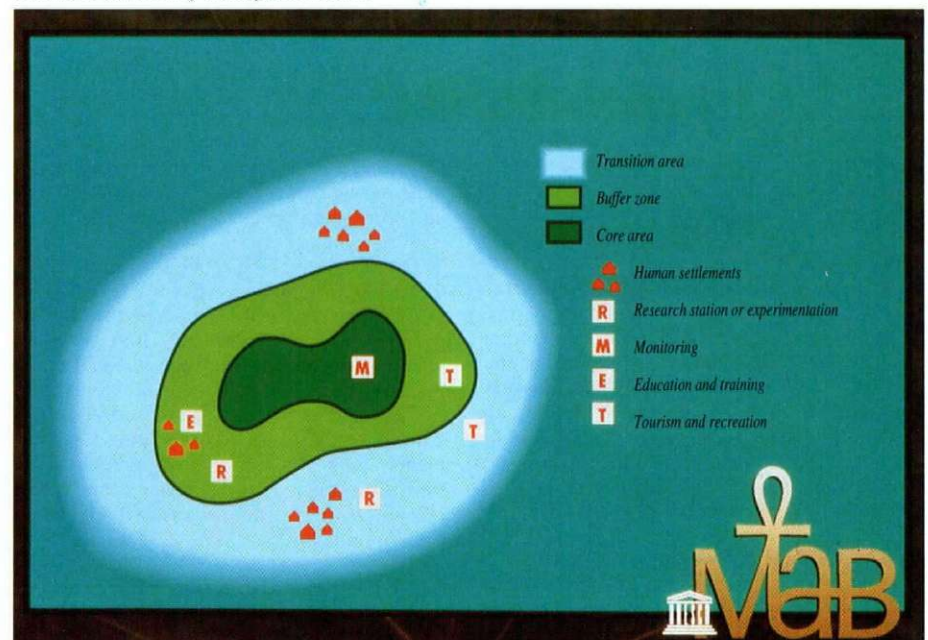 Transition area
Buffer zone
Core area
Human settlements
R Research station or experimentation
M Monitoring
E Education and training
T Tourism and recreation
M
T
E
T
R
R
MaB